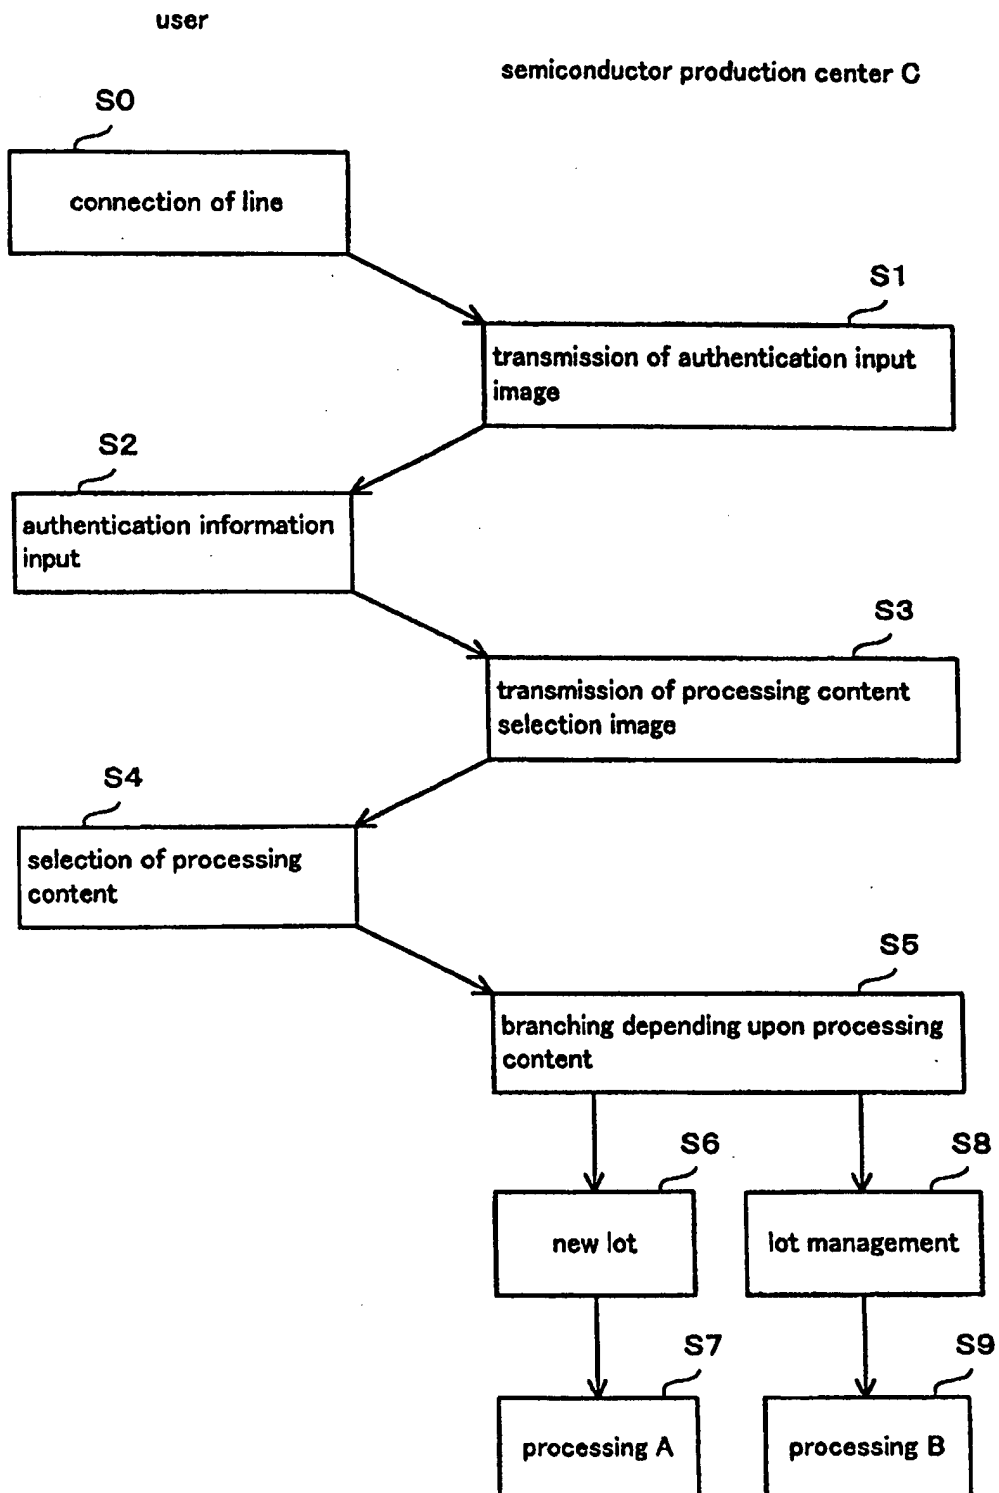 user
semiconductor production center C
S0
connection of line
S1
transmission of authentication input
image
S2
authentication information
input
S3
transmission of processing content
selection image
S4
selection of processing
content
S5
branching depending upon processing
content
S6
new lot
S8
lot management
S7
processing A
S9
processing B